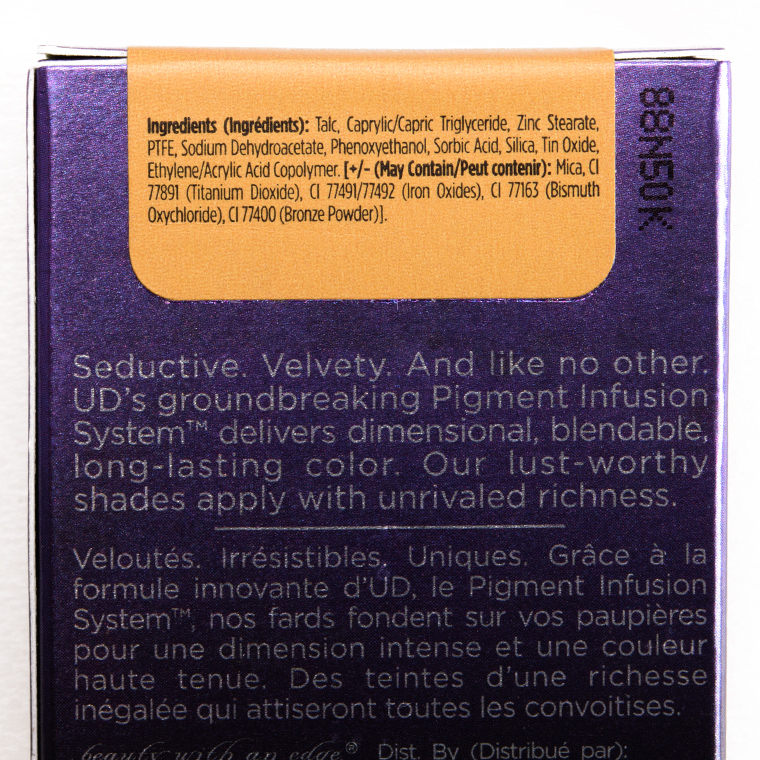 Ingredients (Ingrédients): Talc, Caprylic/Capric Triglyceride, Zinc Stearate,
PTFE, Sodium Dehydroacetate, Phenoxyethanol, Sorbic Acid, Silica, Tin Oxide,
Ethylene/Acrylic Acid Copolymer. [+/- (May Contain/Peut contenir): Mica, CI
77891 (Titanium Dioxide), CI 77491/77492 (Iron Oxides), CI 77163 (Bismuth
Oxychloride), CI 77400 (Bronze Powder)].
88N50K
Seductive. Velvety. And like no other.
UD's groundbreaking Pigment Infusion
System™ delivers dimensional, blendable,
long-lasting color. Our lust-worthy
shades apply with unrivaled richness.
Veloutés. Irrésistibles. Uniques. Grâce à la
formule innovante d'UD, le Pigment Infusion
System™, nos fards fondent sur vos paupières
pour une dimension intense et une couleur
haute tenue. Des teintes d'une richesse
inégalée qui attiseront toutes les convoitises.
beauty with an edge® Dist. By (Distribué par):